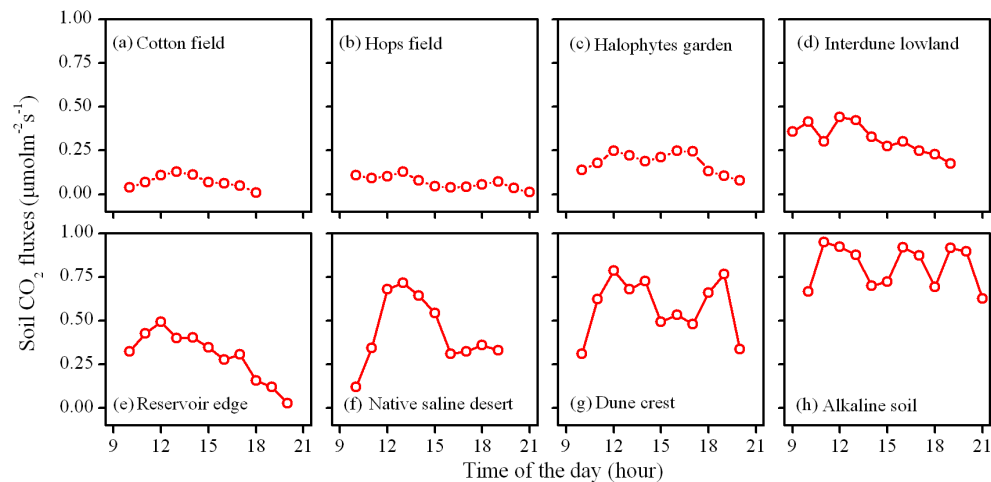 1.00
(a) Cotton field
(b) Hops field
(c) Halophytes garden
(d) Interdune lowland
0.75
0.50
0.25
0.00
Soil CO2 fluxes (μmolm-2s-1)
1.00
0.75
0.50
0.25
0.00
(e) Reservoir edge
(f) Native saline desert
(g) Dune crest
(h) Alkaline soil
9 12 15 18 21 9 12 15 18 21 9 12 15 18 21 9 12 15 18 21
Time of the day (hour)